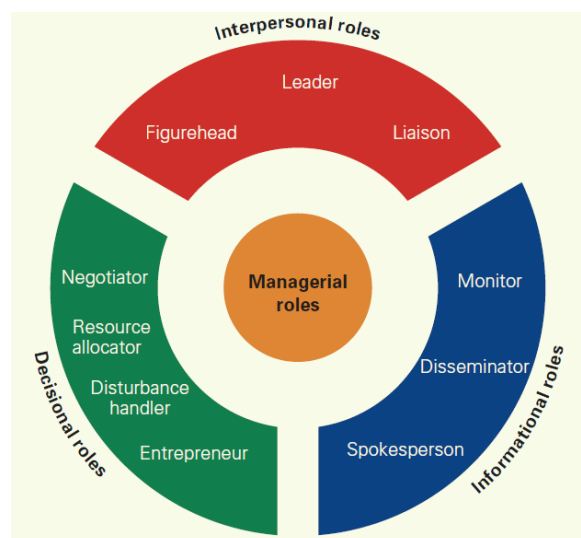 Interpersonal roles
Leader
Figurehead
Liaison
Managerial
roles
Negotiator
Resource
allocator
Disturbance
handler
Entrepreneur
Decisional roles
Monitor
Disseminator
Spokesperson
Informational roles